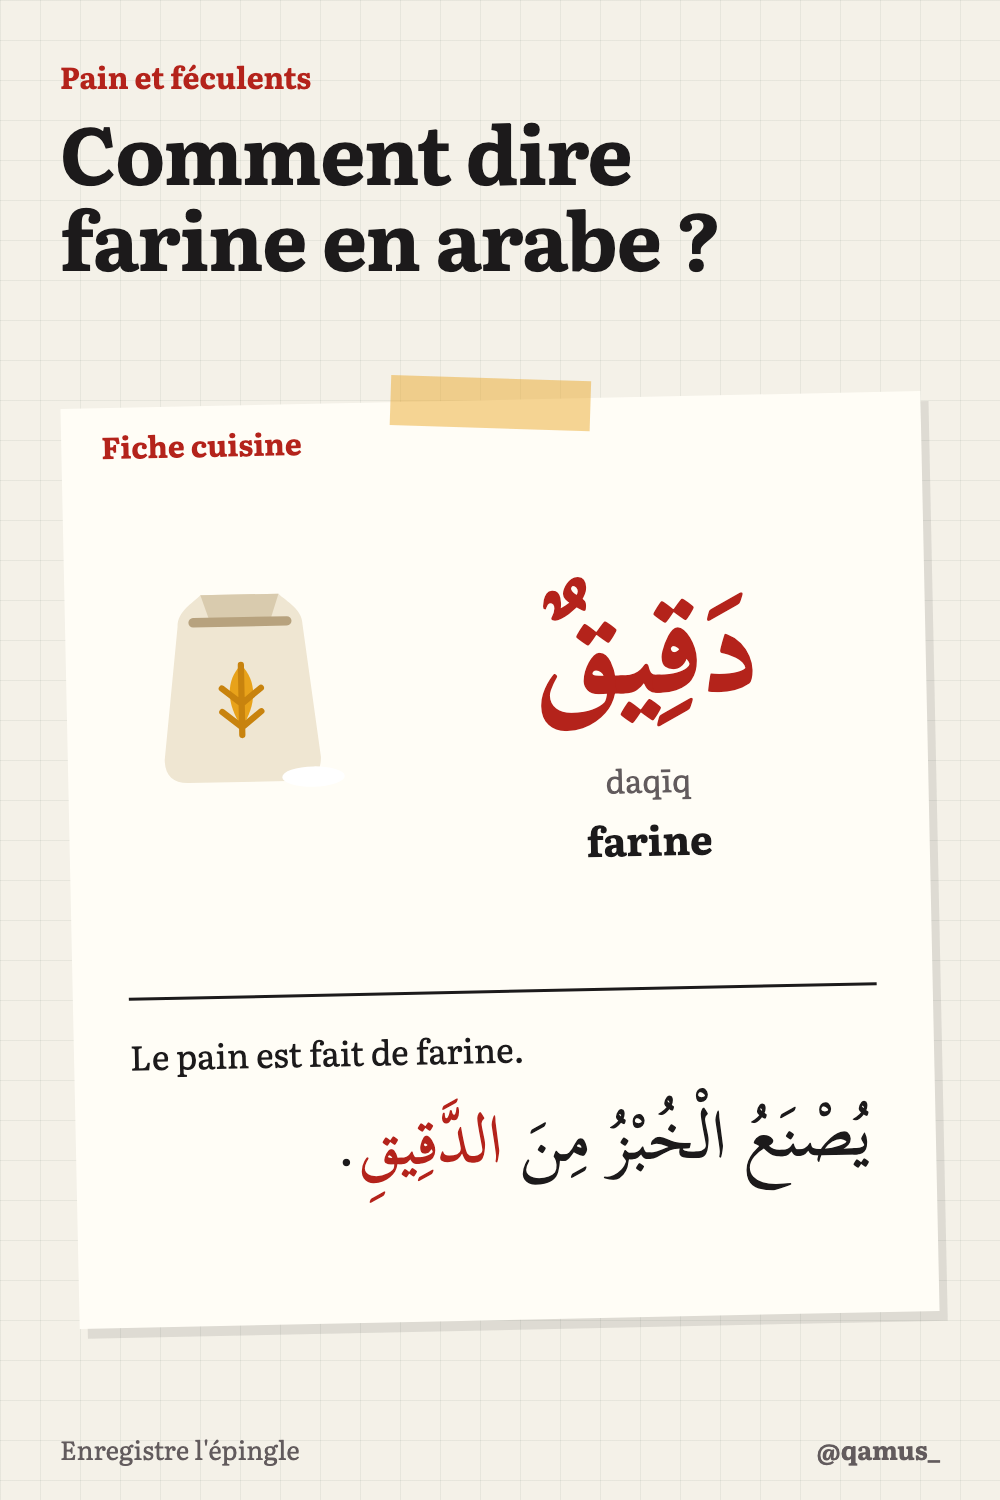 Pain et féculents
Comment dire
farine en arabe ?
Fiche cuisine
دَقِيقٌ
daqīq
farine
Le pain est fait de farine.
يُصْنَعُ الْخُبْزُ مِنَ الدَّقِيقِ.
Enregistre l'épingle
@qamus_